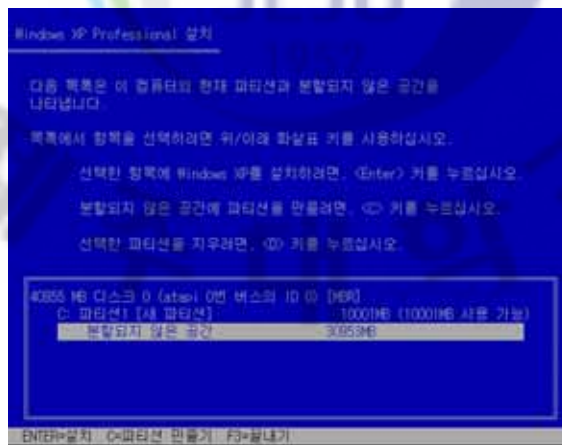 Windows XP Professional 설치
다음 목록은 이 컴퓨터의 현재 파티션과 분할되지 않은 공간을
나타냅니다.
목록에서 항목을 선택하려면 위/아래 화살표 키를 사용하십시오.
선택한 항목에 Windows XP를 설치하려면, <Enter> 키를 누르십시오.
분할되지 않은 공간에 파티션을 만들려면, <C> 키를 누르십시오.
선택한 파티션을 지우려면, <D> 키를 누르십시오.
40955 MB 디스크 0 (atapi 0번 버스의 ID 0) [MBR]
C: 파티션1 [새 파티션] 10001MB (10001MB 사용 가능)
분할되지 않은 공간 30953MB
ENTER=설치 C=파티션 만들기 F3=끝내기
1952